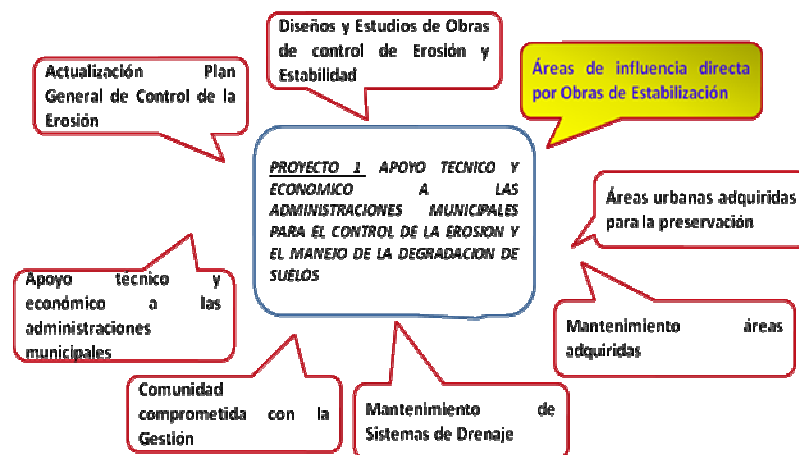 Diseños y Estudios de Obras
de control de Erosión y
Estabilidad
Actualización Plan
General de Control de la
Erosión
Áreas de influencia directa
por Obras de Estabilización
PROYECTO 1 APOYO TECNICO Y
ECONOMICO A LAS
ADMINISTRACIONES MUNICIPALES
PARA EL CONTROL DE LA EROSION Y
EL MANEJO DE LA DEGRADACION DE
SUELOS
Áreas urbanas adquiridas
para la preservación
Apoyo técnico y
económico a las
administraciones
municipales
Mantenimiento áreas
adquiridas
Comunidad
comprometida con la
Gestión
Mantenimiento de
Sistemas de Drenaje